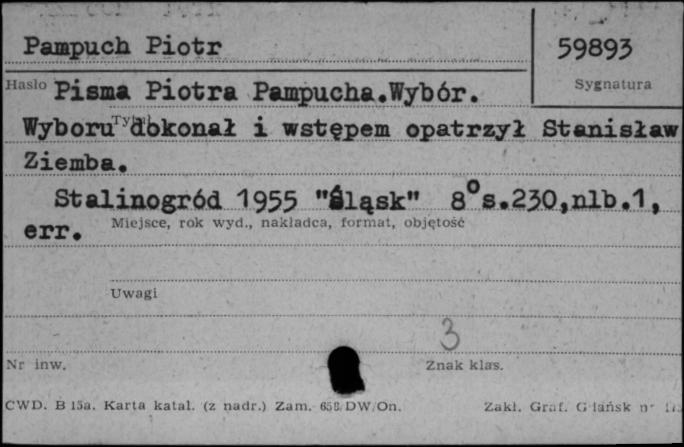 Pampuch Piotr
59893
Hasło
Sygnatura
Pisma Piotra Pampucha.Wybór.
Tytuł
Wyboru dokonał i wstępem opatrzył Stanisław
Ziemba.
Stalinogród 1955 "Śląsk" 8° s.230,nlb.1,
err.
Miejsce, rok wyd., nakładca, format, objętość
Uwagi
3
Nr inw.
Znak klas.
CWD. B 15a. Karta katal. (z nadr.) Zam. 658/DW/On.
Zakł. Graf. Gdańsk